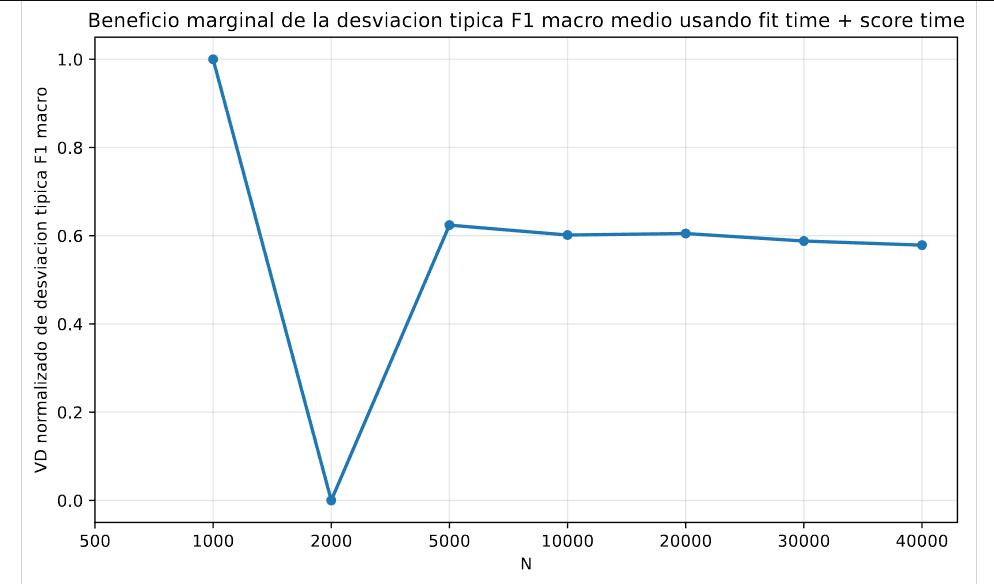 Beneficio marginal de la desviacion tipica F1 macro medio usando fit time + score time
VD normalizado de desviacion tipica F1 macro
1.0
0.8
0.6
0.4
0.2
0.0
500 1000 2000 5000 10000 20000 30000 40000
N